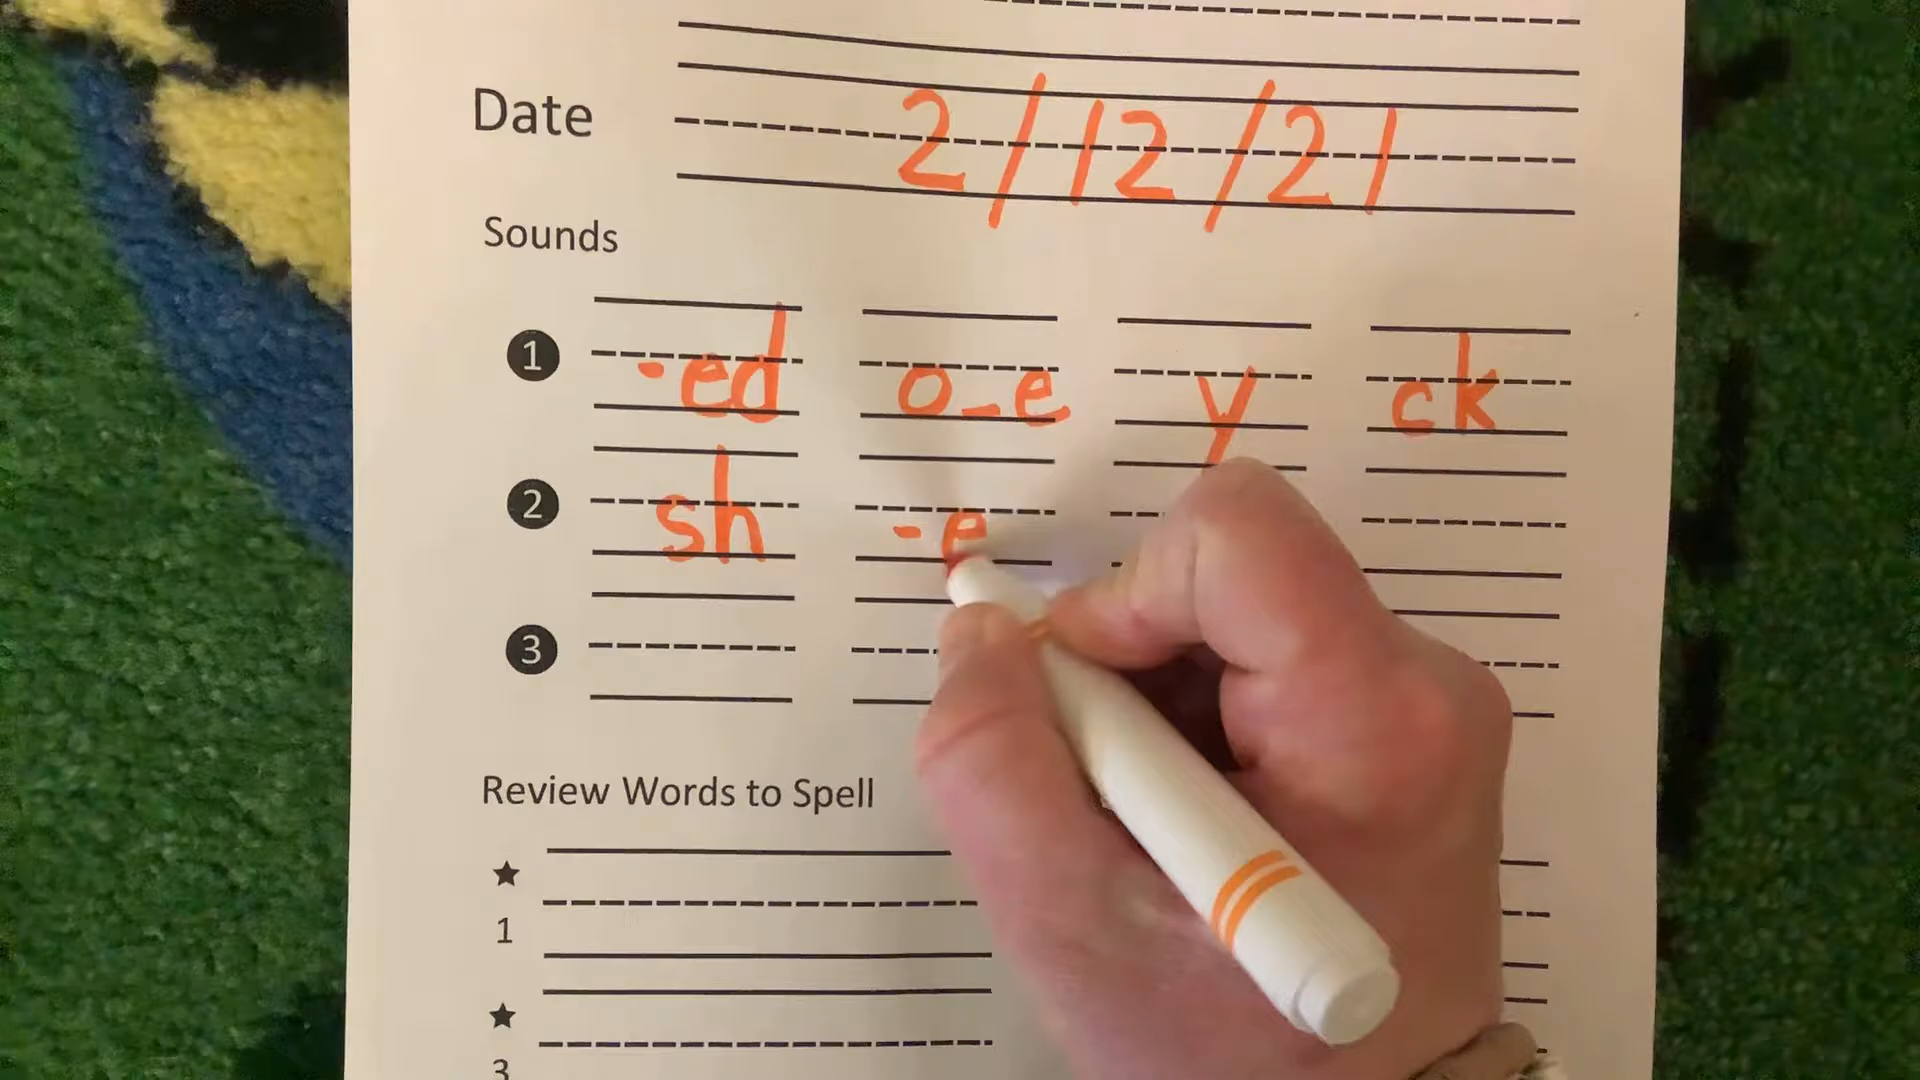 Date 2/12/21
Sounds
1 -ed o_e y ck
2 sh -e
3
Review Words to Spell
★
1
★
3